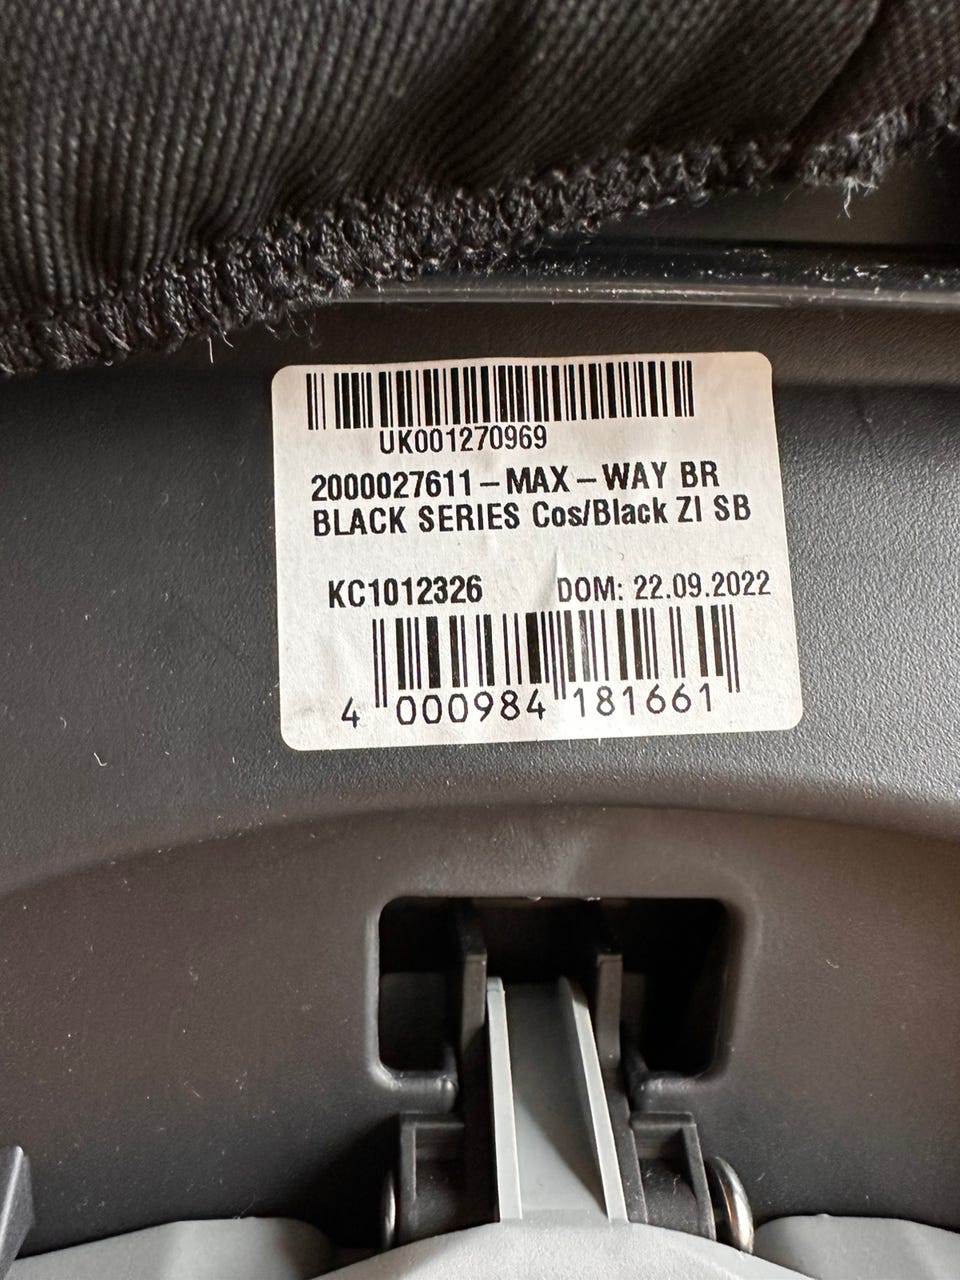 UK001270969
2000027611-MAX-WAY BR
BLACK SERIES Cos/Black ZI SB
KC1012326 DOM: 22.09.2022
4 000984 181661